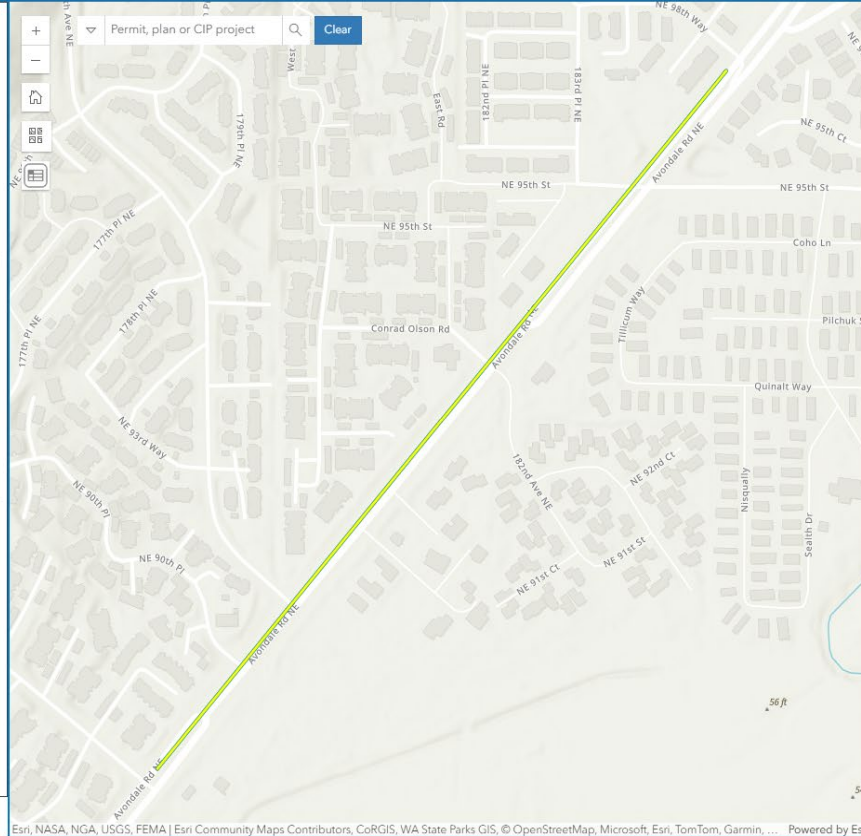 Permit, plan or CIP project
Clear
NE 98th Way
182nd Pl NE
183rd Pl NE
East Rd
179th Pl NE
NE 95th Ct
Avondale Rd NE
NE 95th St
NE 95th St
177th Pl NE
NE 95th St
Coho Ln
178th Pl NE
Tillicum Way
Conrad Olson Rd
Pilchuk
177th Pl NE
Avondale Rd NE
Quinalt Way
NE 93rd Way
NE 92nd Ct
182nd Ave NE
Nisqually
NE 90th Pl
Sealth Dr
NE 91st St
NE 90th Pl
NE 91st Ct
Avondale Rd NE
56 ft
Avondale Rd NE
Esri, NASA, NGA, USGS, FEMA | Esri Community Maps Contributors, CoRGIS, WA State Parks GIS, © OpenStreetMap, Microsoft, Esri, TomTom, Garmin, ... Powered by Es